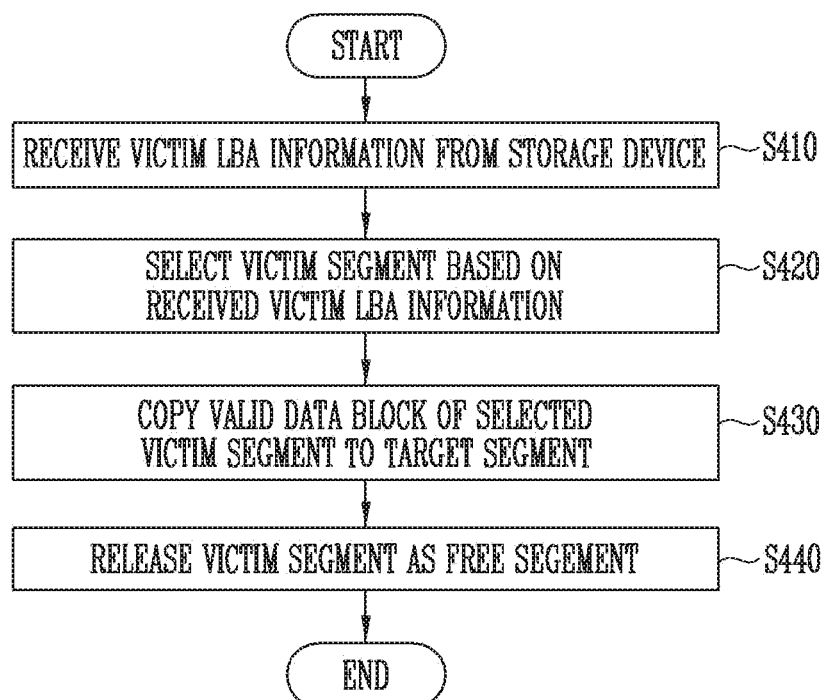 START
RECEIVE VICTIM LBA INFORMATION FROM STORAGE DEVICE
S410
SELECT VICTIM SEGMENT BASED ON
RECEIVED VICTIM LBA INFORMATION
S420
COPY VALID DATA BLOCK OF SELECTED
VICTIM SEGMENT TO TARGET SEGMENT
S430
RELEASE VICTIM SEGMENT AS FREE SEGEMENT
S440
END